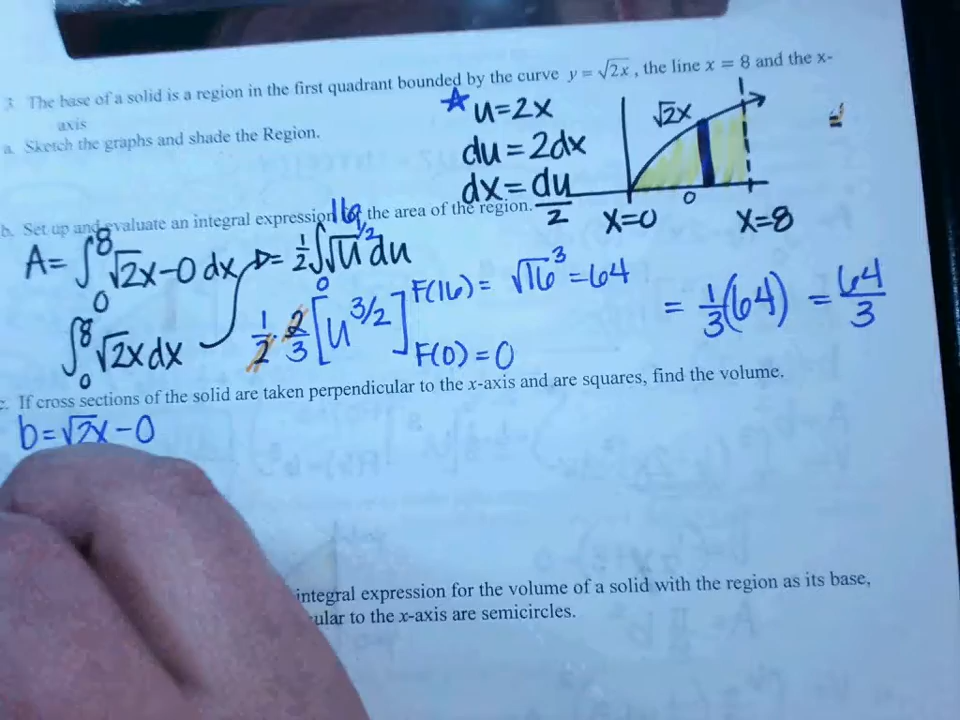 3. The base of a solid is a region in the first quadrant bounded by the curve y = √2x, the line x = 8 and the x-
axis
a. Sketch the graphs and shade the Region.
★ u=2x
du = 2dx
dx = du/2
√2x
0
x=0
x=8
b. Set up and evaluate an integral expression the area of the region.
A = ∫₀⁸ √2x - 0 dx
= 1/2 ∫₀¹⁶ √u du
1/2
∫₀⁸ √2x dx
1/2 · 2/3 [u^3/2]
F(16) = √16³ = 64
F(0) = 0
= 1/3(64) = 64/3
c. If cross sections of the solid are taken perpendicular to the x-axis and are squares, find the volume.
b = √2x - 0
integral expression for the volume of a solid with the region as its base,
ular to the x-axis are semicircles.